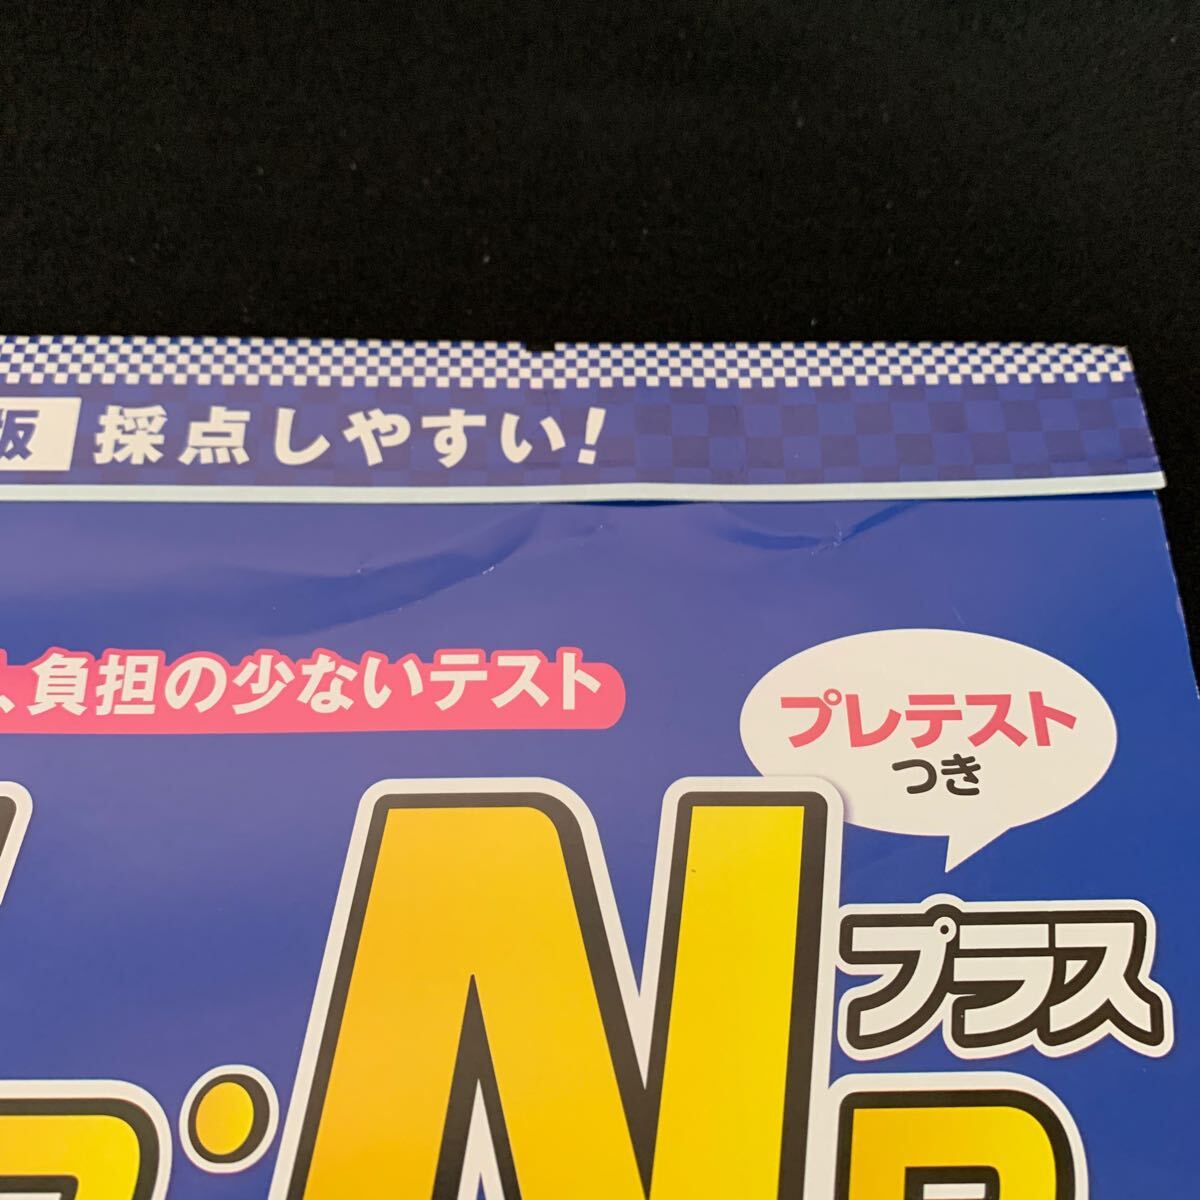 版 採点しやすい!
、負担の少ないテスト
プレテスト
つき
N
プラス